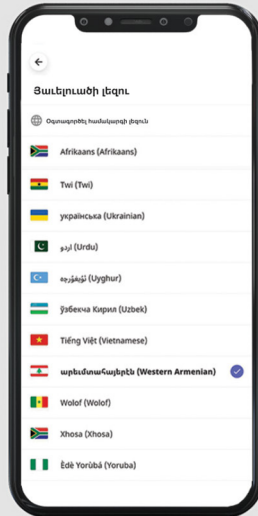 Յաւելուածի լեզու
Օգտագործել համակարգի լեզուն
Afrikaans (Afrikaans)
Twi (Twi)
українська (Ukrainian)
اردو (Urdu)
ئۇيغۇرچە (Uyghur)
ўзбекча Кирил (Uzbek)
Tiếng Việt (Vietnamese)
արեւմտահայերէն (Western Armenian)
Wolof (Wolof)
Xhosa (Xhosa)
Èdè Yorùbá (Yoruba)